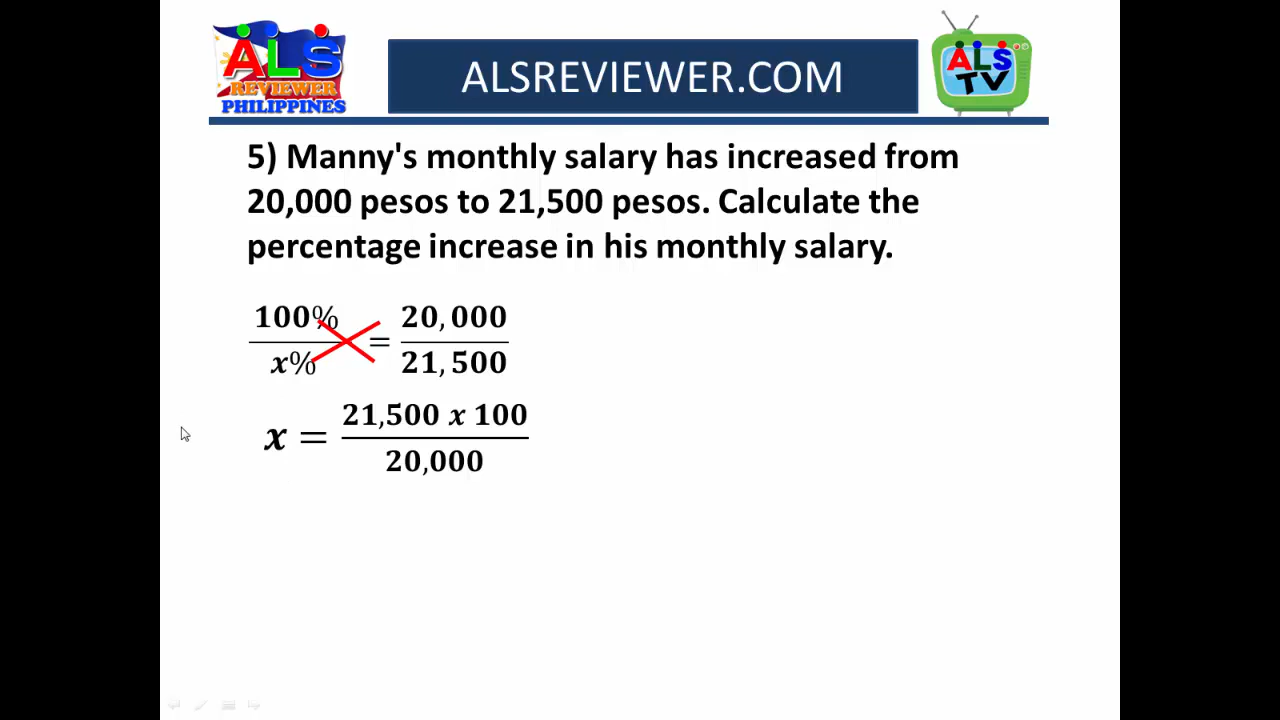 ALS
REVIEWER
PHILIPPINES
ALSREVIEWER.COM
ALS
TV
5) Manny's monthly salary has increased from
20,000 pesos to 21,500 pesos. Calculate the
percentage increase in his monthly salary.
100% / x% = 20,000 / 21,500
x = 21,500 x 100 / 20,000